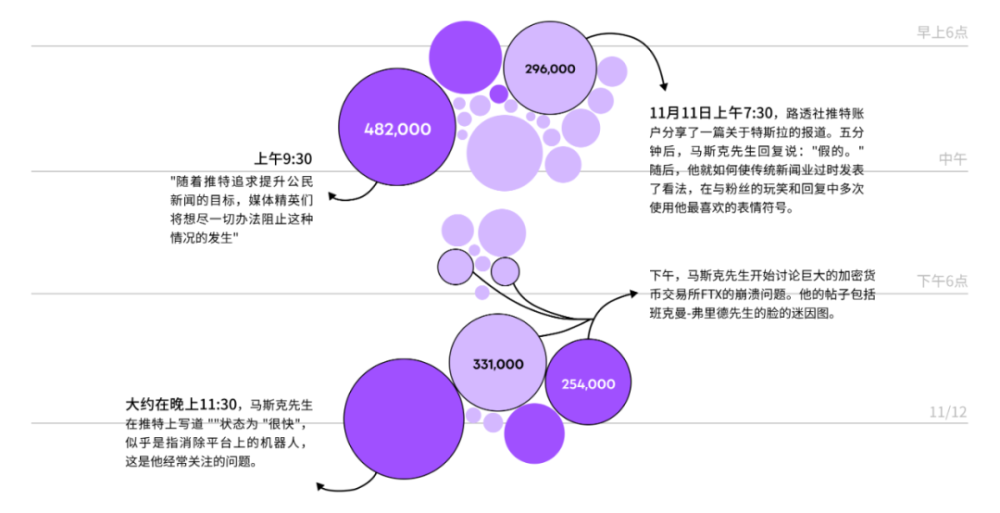 早上6点
296,000
11月11日上午7:30，路透社推特账
户分享了一篇关于特斯拉的报道。五分
钟后，马斯克先生回复说："假的。"
随后，他就如何使传统新闻业过时发表
了看法，在与粉丝的玩笑和回复中多次
使用他最喜欢的表情符号。
482,000
上午9:30
"随着推特追求提升公民
新闻的目标，媒体精英们
将想尽一切办法阻止这种
情况的发生"
中午
下午，马斯克先生开始讨论巨大的加密货
币交易所FTX的崩溃问题。他的帖子包括
班克曼-弗里德先生的脸的迷因图。
下午6点
331,000
254,000
大约在晚上11:30，马斯克先生
在推特上写道 ""状态为 "很快"，
似乎是指消除平台上的机器人，
这是他经常关注的问题。
11/12